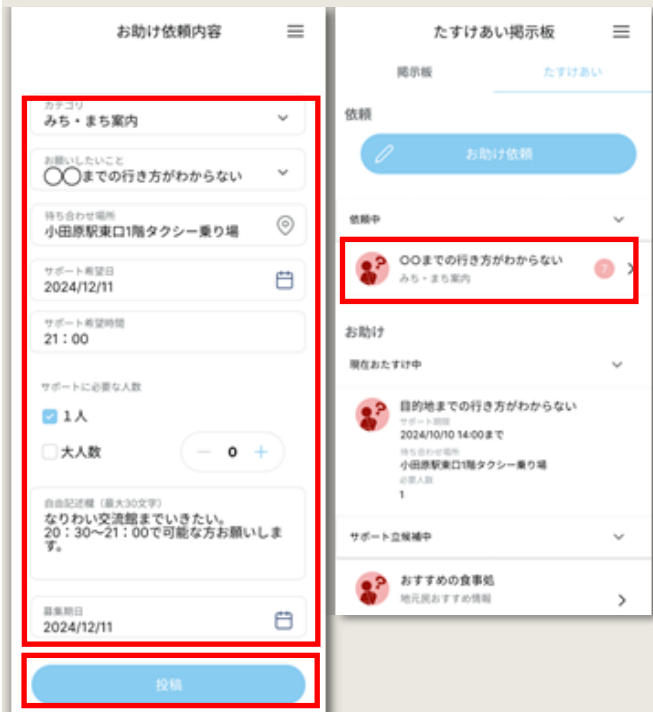 お助け依頼内容
カテゴリ
みち・まち案内
お願いしたいこと
〇〇までの行き方がわからない
待ち合わせ場所
小田原駅東口1階タクシー乗り場
サポート希望日
2024/12/11
サポート希望時間
21：00
サポートに必要な人数
1人
大人数
0
自由記述欄（最大30文字）
なりわい交流館までいきたい。
20：30～21：00で可能な方お願いしま
す。
募集期日
2024/12/11
投稿
たすけあい掲示板
掲示板
たすけあい
依頼
お助け依頼
依頼中
〇〇までの行き方がわからない
みち・まち案内
7
お助け
現在おたすけ中
目的地までの行き方がわからない
サポート期間
2024/10/10 14:00まで
待ち合わせ場所
小田原駅東口1階タクシー乗り場
必要人数
1
サポート立候補中
おすすめの食事処
地元民おすすめ情報